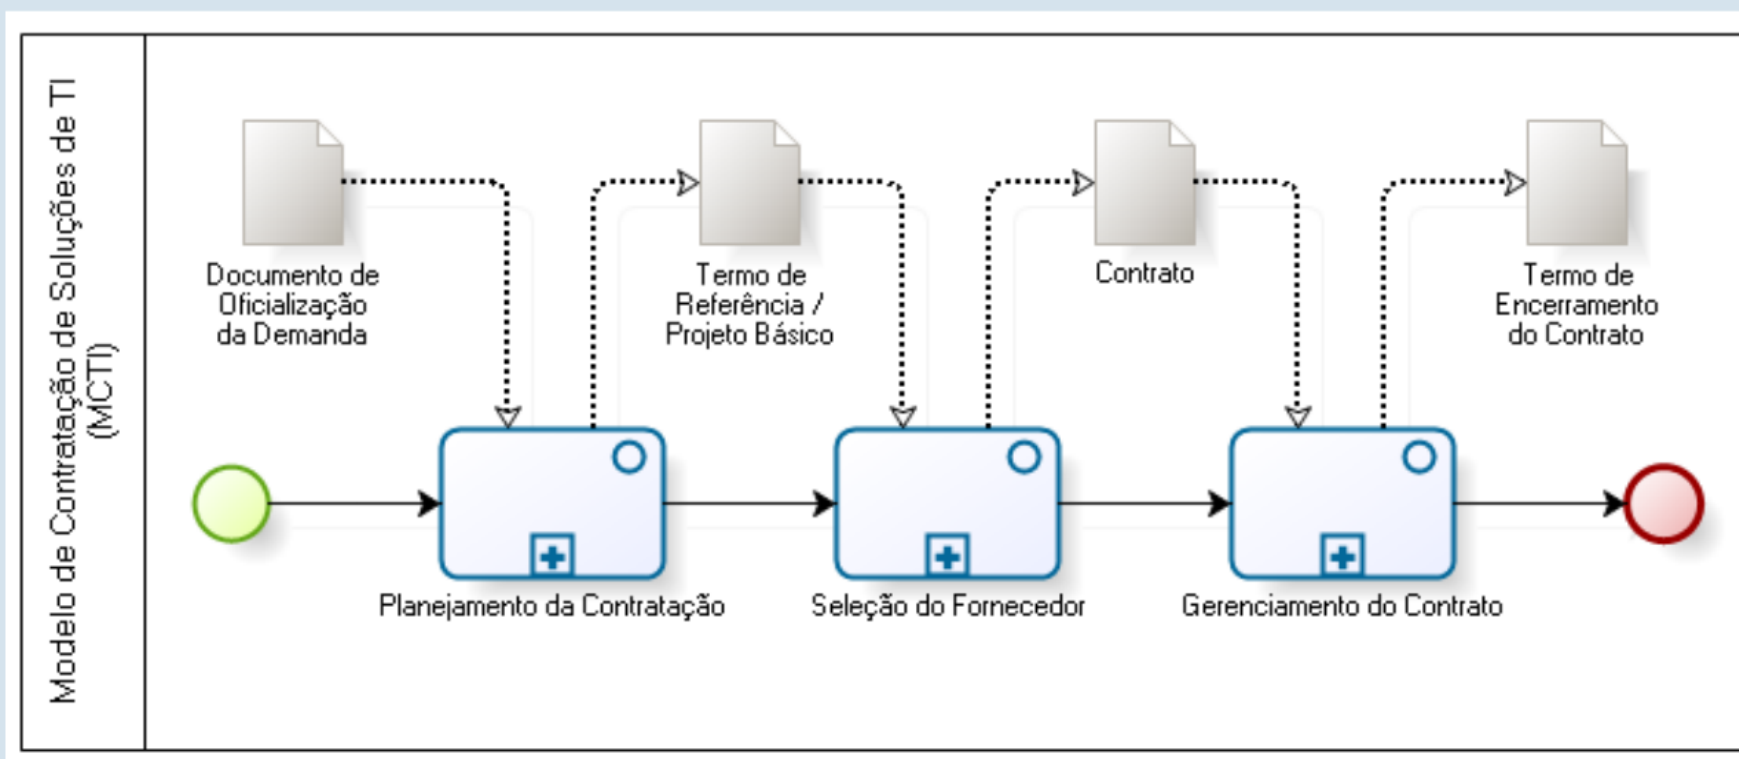 Modelo de Contratação de Soluções de TI
(MCTI)
Documento de
Oficialização
da Demanda
Termo de
Referência /
Projeto Básico
Contrato
Termo de
Encerramento
do Contrato
Planejamento da Contratação
Seleção do Fornecedor
Gerenciamento do Contrato